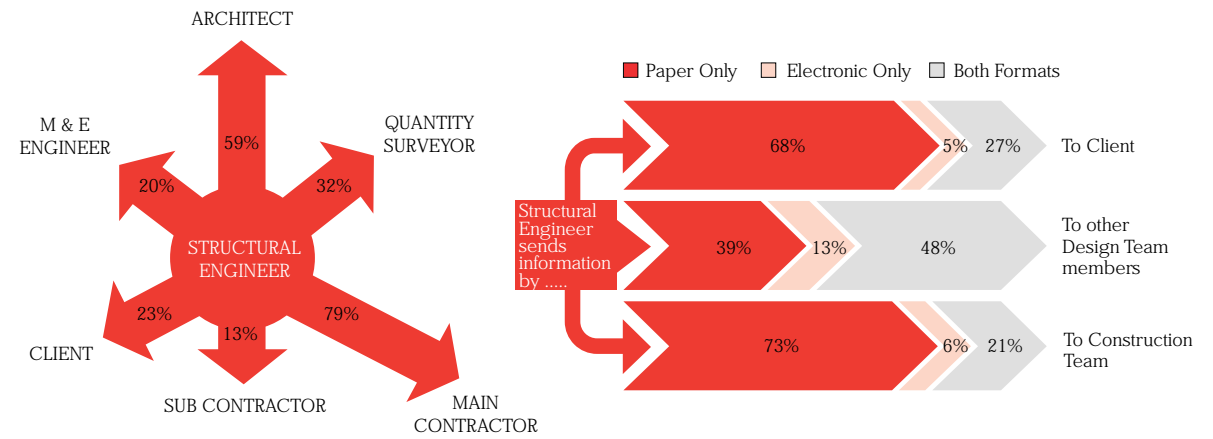 ARCHITECT
M & E
ENGINEER
QUANTITY
SURVEYOR
59%
20%
32%
STRUCTURAL
ENGINEER
23%
13%
79%
CLIENT
SUB CONTRACTOR
MAIN
CONTRACTOR
Paper Only
Electronic Only
Both Formats
Structural
Engineer
sends
information
by .....
68%
5%
27%
To Client
39%
13%
48%
To other
Design Team
members
73%
6%
21%
To Construction
Team